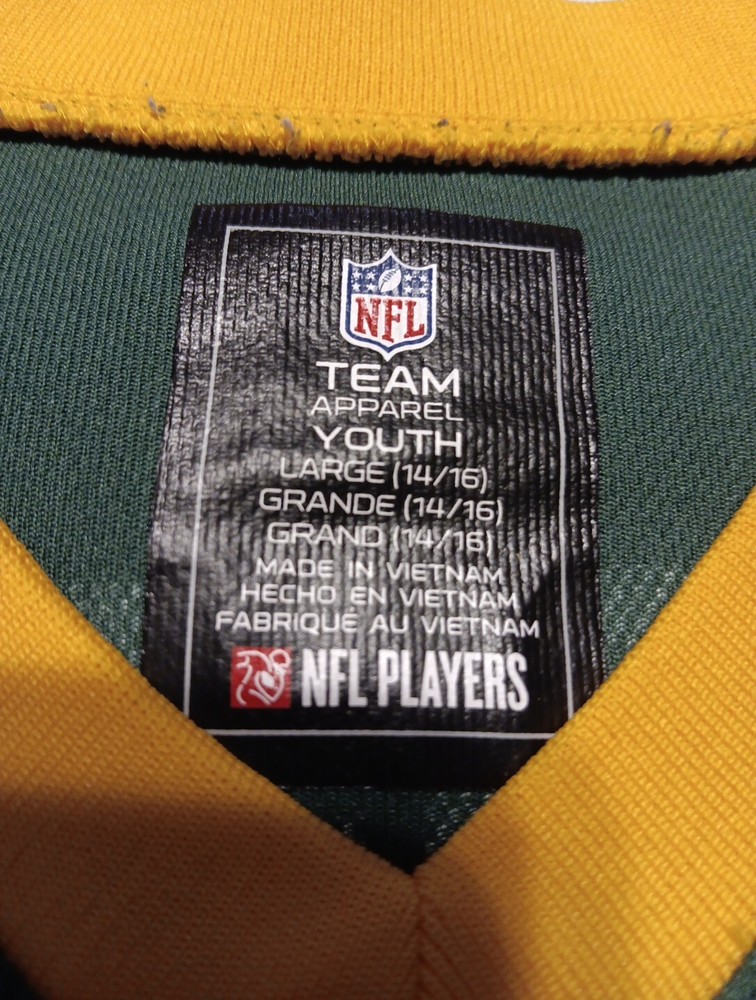 NFL
TEAM
APPAREL
YOUTH
LARGE (14/16)
GRANDE (14/16)
GRAND (14/16)
MADE IN VIETNAM
HECHO EN VIETNAM
FABRIQUÉ AU VIETNAM
NFL PLAYERS